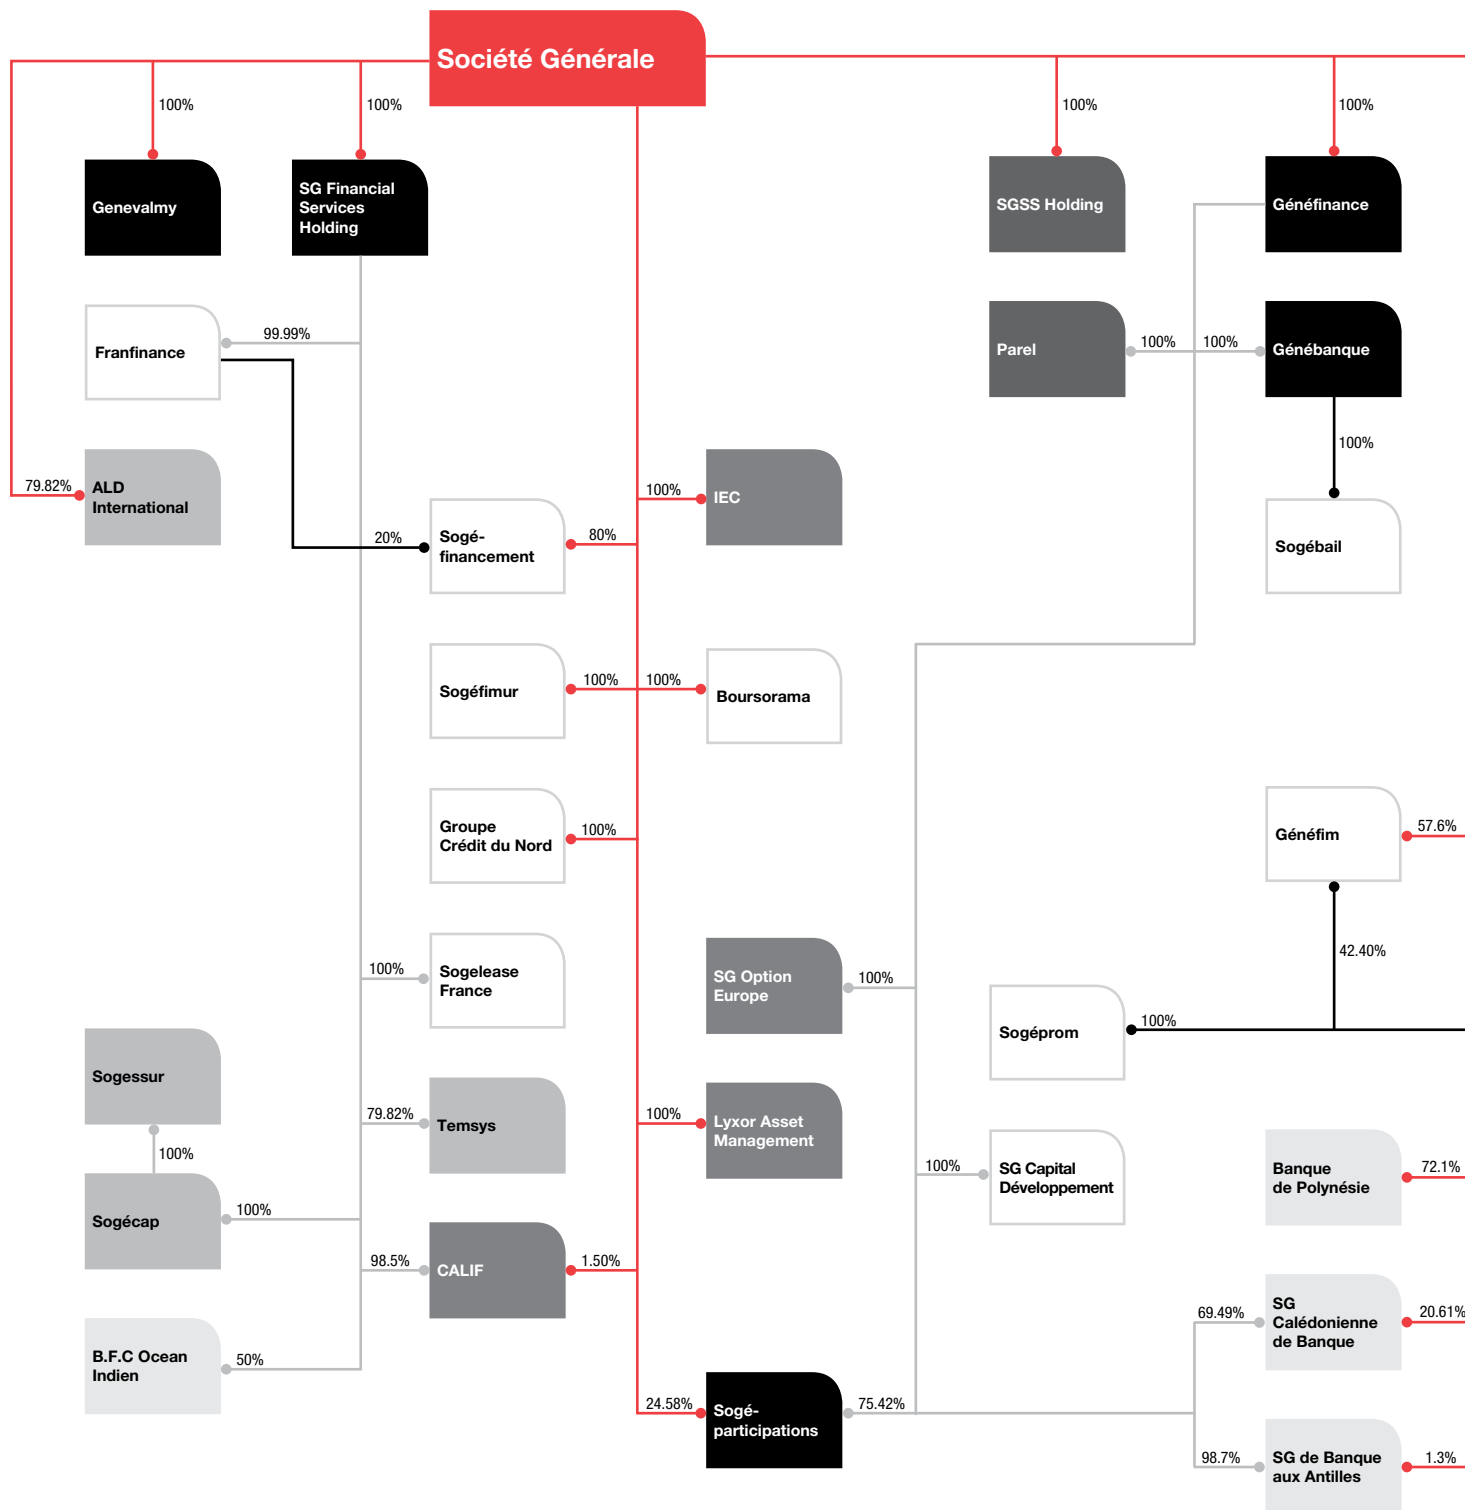 Société Générale
100%
100%
100%
100%
Genevalmy
SG Financial
Services
Holding
SGSS Holding
Généfinance
Franfinance
99.99%
Parel
100%
100%
Génébanque
100%
79.82%
ALD
International
100%
IEC
20%
Sogé-
financement
80%
Sogébail
Sogéfimur
100%
100%
Boursorama
Groupe
Crédit du Nord
100%
Généfim
57.6%
42.40%
100%
Sogelease
France
SG Option
Europe
100%
Sogéprom
100%
Sogessur
100%
79.82%
Temsys
100%
Lyxor Asset
Management
100%
SG Capital
Développement
Banque
de Polynésie
72.1%
Sogécap
100%
98.5%
CALIF
1.50%
69.49%
SG
Calédonienne
de Banque
20.61%
B.F.C Ocean
Indien
50%
24.58%
Sogé-
participations
75.42%
98.7%
SG de Banque
aux Antilles
1.3%